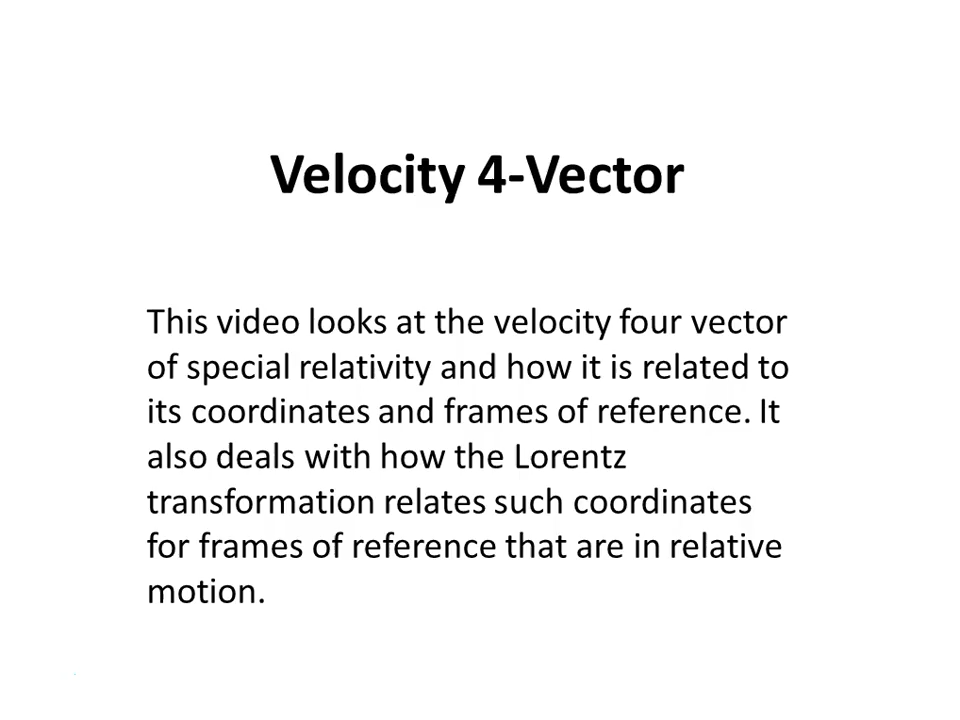 Velocity 4-Vector
This video looks at the velocity four vector
of special relativity and how it is related to
its coordinates and frames of reference. It
also deals with how the Lorentz
transformation relates such coordinates
for frames of reference that are in relative
motion.